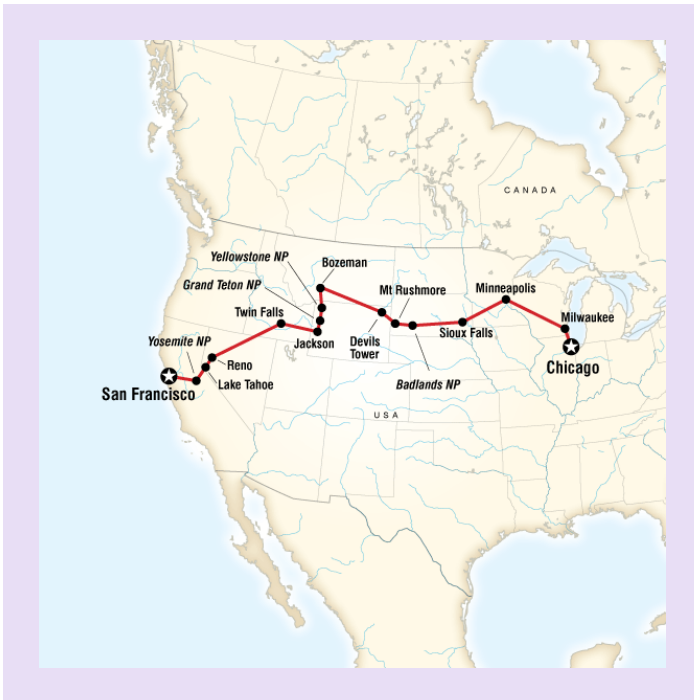 CANADA
Yellowstone NP
Bozeman
Grand Teton NP
Mt Rushmore
Minneapolis
Twin Falls
Milwaukee
Sioux Falls
Yosemite NP
Jackson
Devils
Tower
Reno
Chicago
Lake Tahoe
Badlands NP
San Francisco
USA